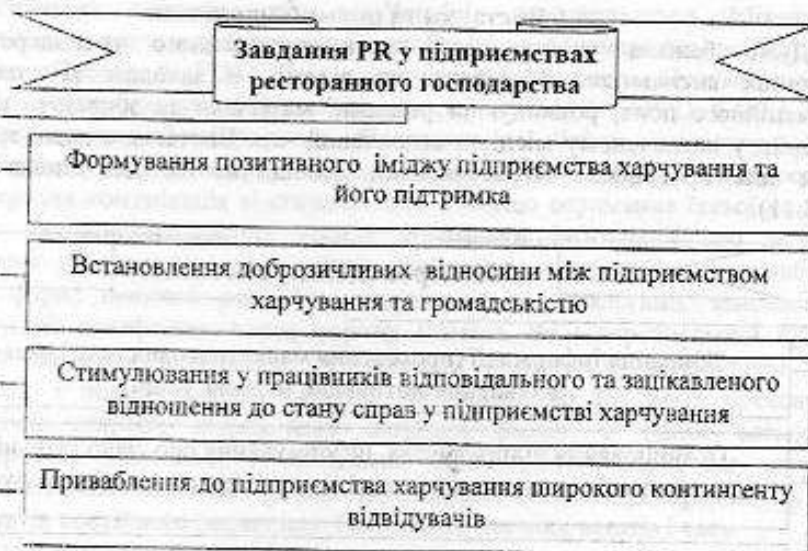 Завдання PR у підприємствах
ресторанного господарства
Формування позитивного іміджу підприємства харчування та
його підтримка
Встановлення доброзичливих відносини між підприємством
харчування та громадськістю
Стимулювання у працівників відповідального та зацікавленого
відношення до стану справ у підприємстві харчування
Приваблення до підприємства харчування широкого контингенту
відвідувачів